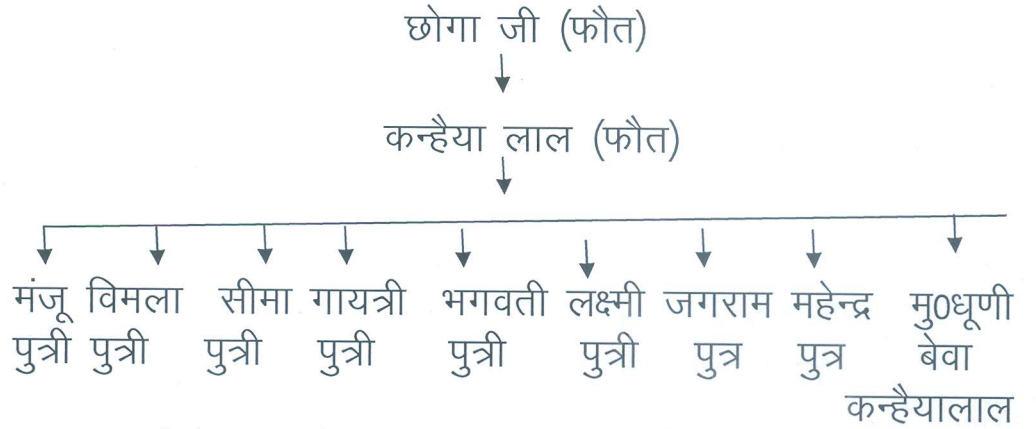 छोगा जी (फौत)
कन्हैया लाल (फौत)
मंजू विमला सीमा गायत्री भगवती लक्ष्मी जगराम महेन्द्र मु0धूणी
पुत्री पुत्री पुत्री पुत्री पुत्री पुत्री पुत्र पुत्र बेवा
कन्हैयालाल